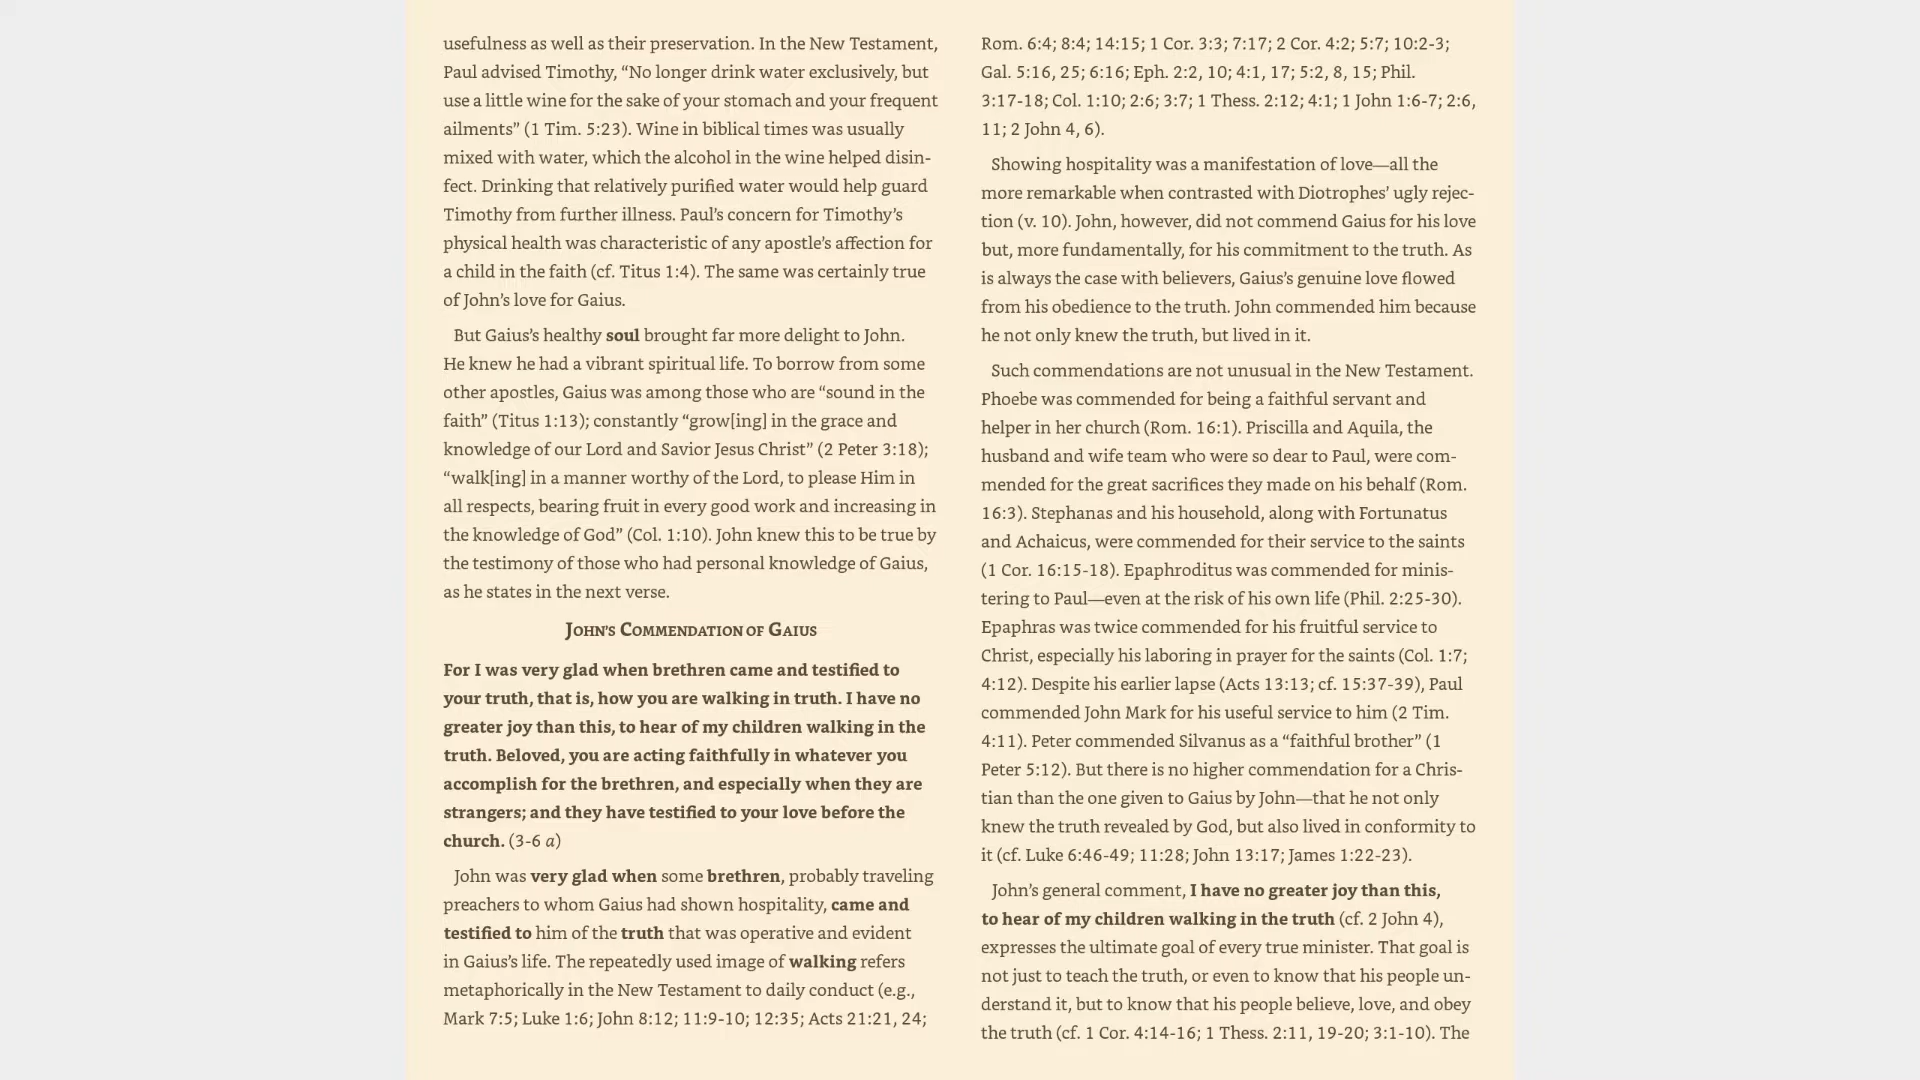 usefulness as well as their preservation. In the New Testament,
Paul advised Timothy, “No longer drink water exclusively, but
use a little wine for the sake of your stomach and your frequent
ailments” (1 Tim. 5:23). Wine in biblical times was usually
mixed with water, which the alcohol in the wine helped disin-
fect. Drinking that relatively purified water would help guard
Timothy from further illness. Paul’s concern for Timothy’s
physical health was characteristic of any apostle’s affection for
a child in the faith (cf. Titus 1:4). The same was certainly true
of John’s love for Gaius.
But Gaius’s healthy soul brought far more delight to John.
He knew he had a vibrant spiritual life. To borrow from some
other apostles, Gaius was among those who are “sound in the
faith” (Titus 1:13); constantly “grow[ing] in the grace and
knowledge of our Lord and Savior Jesus Christ” (2 Peter 3:18);
“walk[ing] in a manner worthy of the Lord, to please Him in
all respects, bearing fruit in every good work and increasing in
the knowledge of God” (Col. 1:10). John knew this to be true by
the testimony of those who had personal knowledge of Gaius,
as he states in the next verse.
John’s Commendation of Gaius
For I was very glad when brethren came and testified to
your truth, that is, how you are walking in truth. I have no
greater joy than this, to hear of my children walking in the
truth. Beloved, you are acting faithfully in whatever you
accomplish for the brethren, and especially when they are
strangers; and they have testified to your love before the
church. (3-6 a)
John was very glad when some brethren, probably traveling
preachers to whom Gaius had shown hospitality, came and
testified to him of the truth that was operative and evident
in Gaius’s life. The repeatedly used image of walking refers
metaphorically in the New Testament to daily conduct (e.g.,
Mark 7:5; Luke 1:6; John 8:12; 11:9-10; 12:35; Acts 21:21, 24;
Rom. 6:4; 8:4; 14:15; 1 Cor. 3:3; 7:17; 2 Cor. 4:2; 5:7; 10:2-3;
Gal. 5:16, 25; 6:16; Eph. 2:2, 10; 4:1, 17; 5:2, 8, 15; Phil.
3:17-18; Col. 1:10; 2:6; 3:7; 1 Thess. 2:12; 4:1; 1 John 1:6-7; 2:6,
11; 2 John 4, 6).
Showing hospitality was a manifestation of love—all the
more remarkable when contrasted with Diotrophes’ ugly rejec-
tion (v. 10). John, however, did not commend Gaius for his love
but, more fundamentally, for his commitment to the truth. As
is always the case with believers, Gaius’s genuine love flowed
from his obedience to the truth. John commended him because
he not only knew the truth, but lived in it.
Such commendations are not unusual in the New Testament.
Phoebe was commended for being a faithful servant and
helper in her church (Rom. 16:1). Priscilla and Aquila, the
husband and wife team who were so dear to Paul, were com-
mended for the great sacrifices they made on his behalf (Rom.
16:3). Stephanas and his household, along with Fortunatus
and Achaicus, were commended for their service to the saints
(1 Cor. 16:15-18). Epaphroditus was commended for minis-
tering to Paul—even at the risk of his own life (Phil. 2:25-30).
Epaphras was twice commended for his fruitful service to
Christ, especially his laboring in prayer for the saints (Col. 1:7;
4:12). Despite his earlier lapse (Acts 13:13; cf. 15:37-39), Paul
commended John Mark for his useful service to him (2 Tim.
4:11). Peter commended Silvanus as a “faithful brother” (1
Peter 5:12). But there is no higher commendation for a Chris-
tian than the one given to Gaius by John—that he not only
knew the truth revealed by God, but also lived in conformity to
it (cf. Luke 6:46-49; 11:28; John 13:17; James 1:22-23).
John’s general comment, I have no greater joy than this,
to hear of my children walking in the truth (cf. 2 John 4),
expresses the ultimate goal of every true minister. That goal is
not just to teach the truth, or even to know that his people un-
derstand it, but to know that his people believe, love, and obey
the truth (cf. 1 Cor. 4:14-16; 1 Thess. 2:11, 19-20; 3:1-10). The